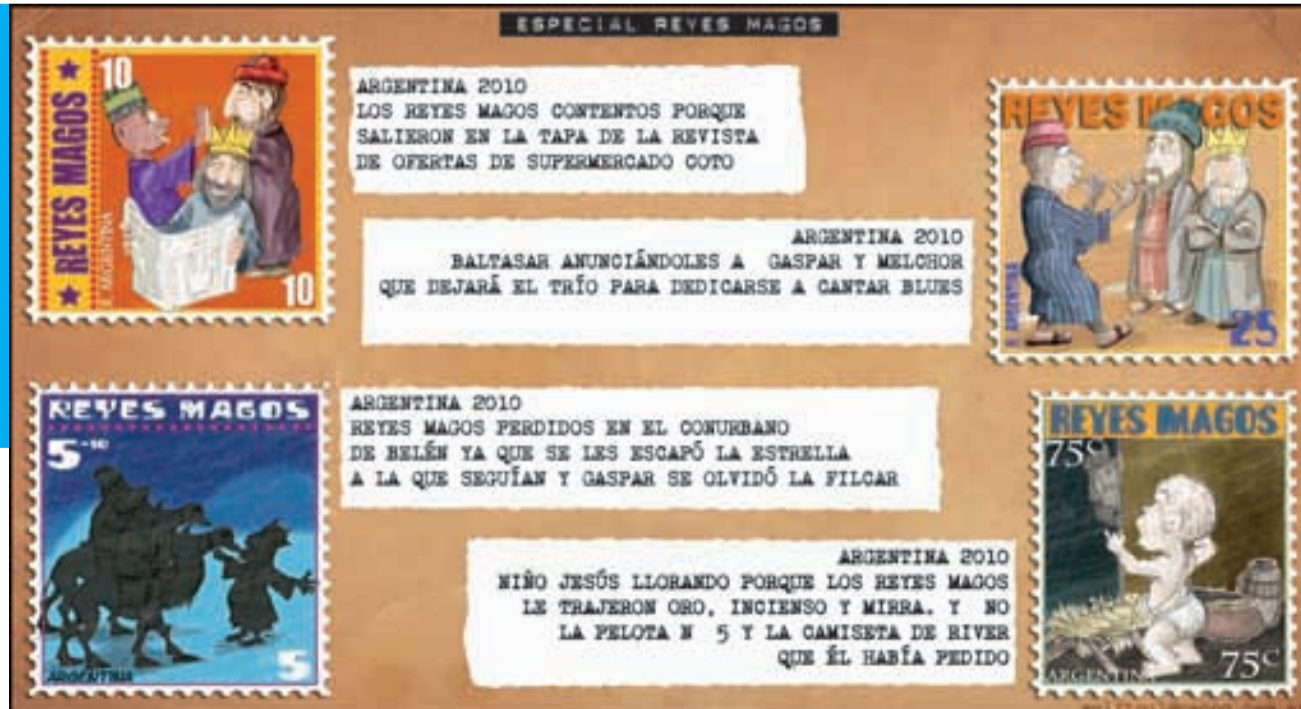 ESPECIAL REYES MAGOS
10
REYES MAGOS
R. ARGENTINA
10
ARGENTINA 2010
LOS REYES MAGOS CONTENTOS PORQUE
SALIERON EN LA TAPA DE LA REVISTA
DE OFERTAS DE SUPERMERCADO COTO
REYES MAGOS
R. ARGENTINA
25
ARGENTINA 2010
BALTASAR ANUNCIÁNDOLES A GASPAR Y MELCHOR
QUE DEJARÁ EL TRÍO PARA DEDICARSE A CANTAR BLUES
REYES MAGOS
5
ARGENTINA
5
ARGENTINA 2010
REYES MAGOS PERDIDOS EN EL CONURBANO
DE BELÉN YA QUE SE LES ESCAPÓ LA ESTRELLA
A LA QUE SEGUÍAN Y GASPAR SE OLVIDÓ LA FILCAR
REYES MAGOS
75c
ARGENTINA
75c
ARGENTINA 2010
NIÑO JESÚS LLORANDO PORQUE LOS REYES MAGOS
LE TRAJERON ORO, INCIENSO Y MIRRA. Y NO
LA PELOTA N 5 Y LA CAMISETA DE RIVER
QUE ÉL HABÍA PEDIDO